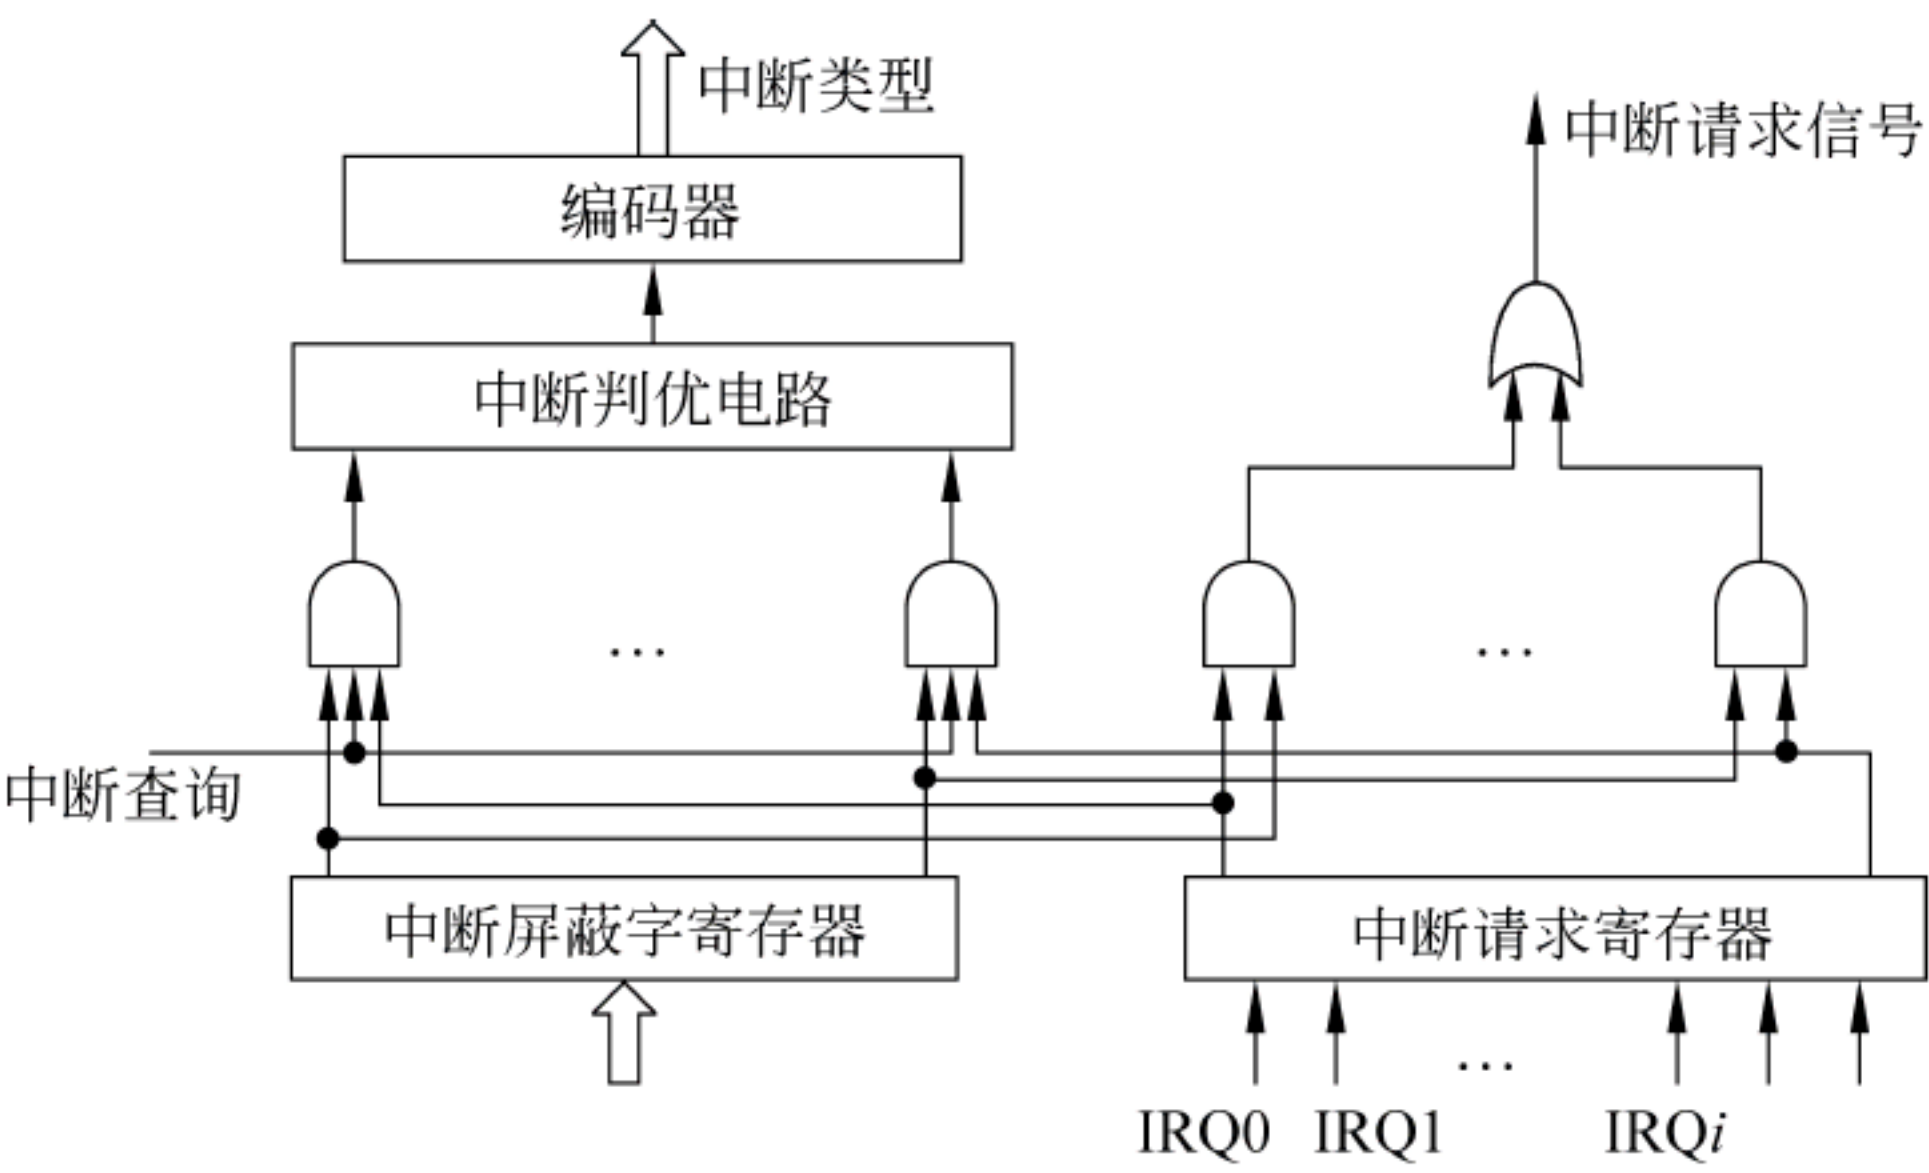 中断类型
中断请求信号
编码器
中断判优电路
…
…
中断查询
中断屏蔽字寄存器
中断请求寄存器
…
IRQ0 IRQ1 IRQi